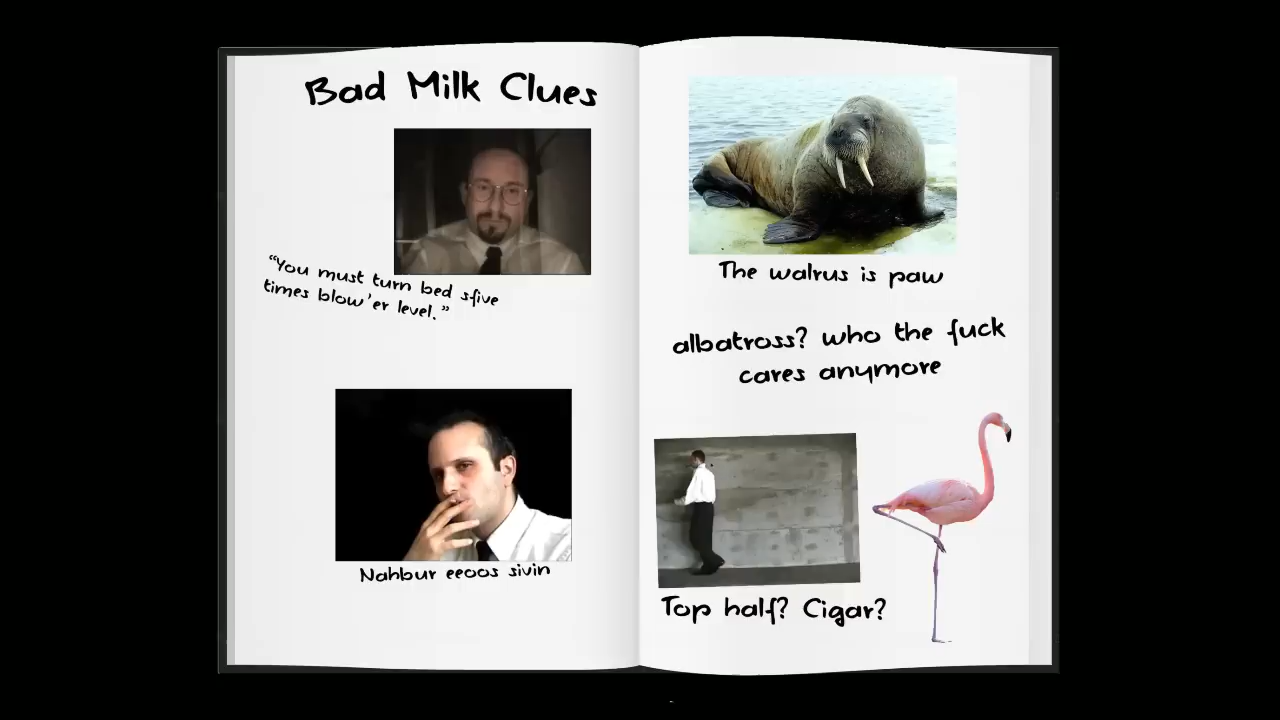 Bad Milk Clues
"You must turn bed sfive
times blow'er level."
Nahbur eeoos sivin
The walrus is paw
albatross? who the fuck
cares anymore
Top half? Cigar?